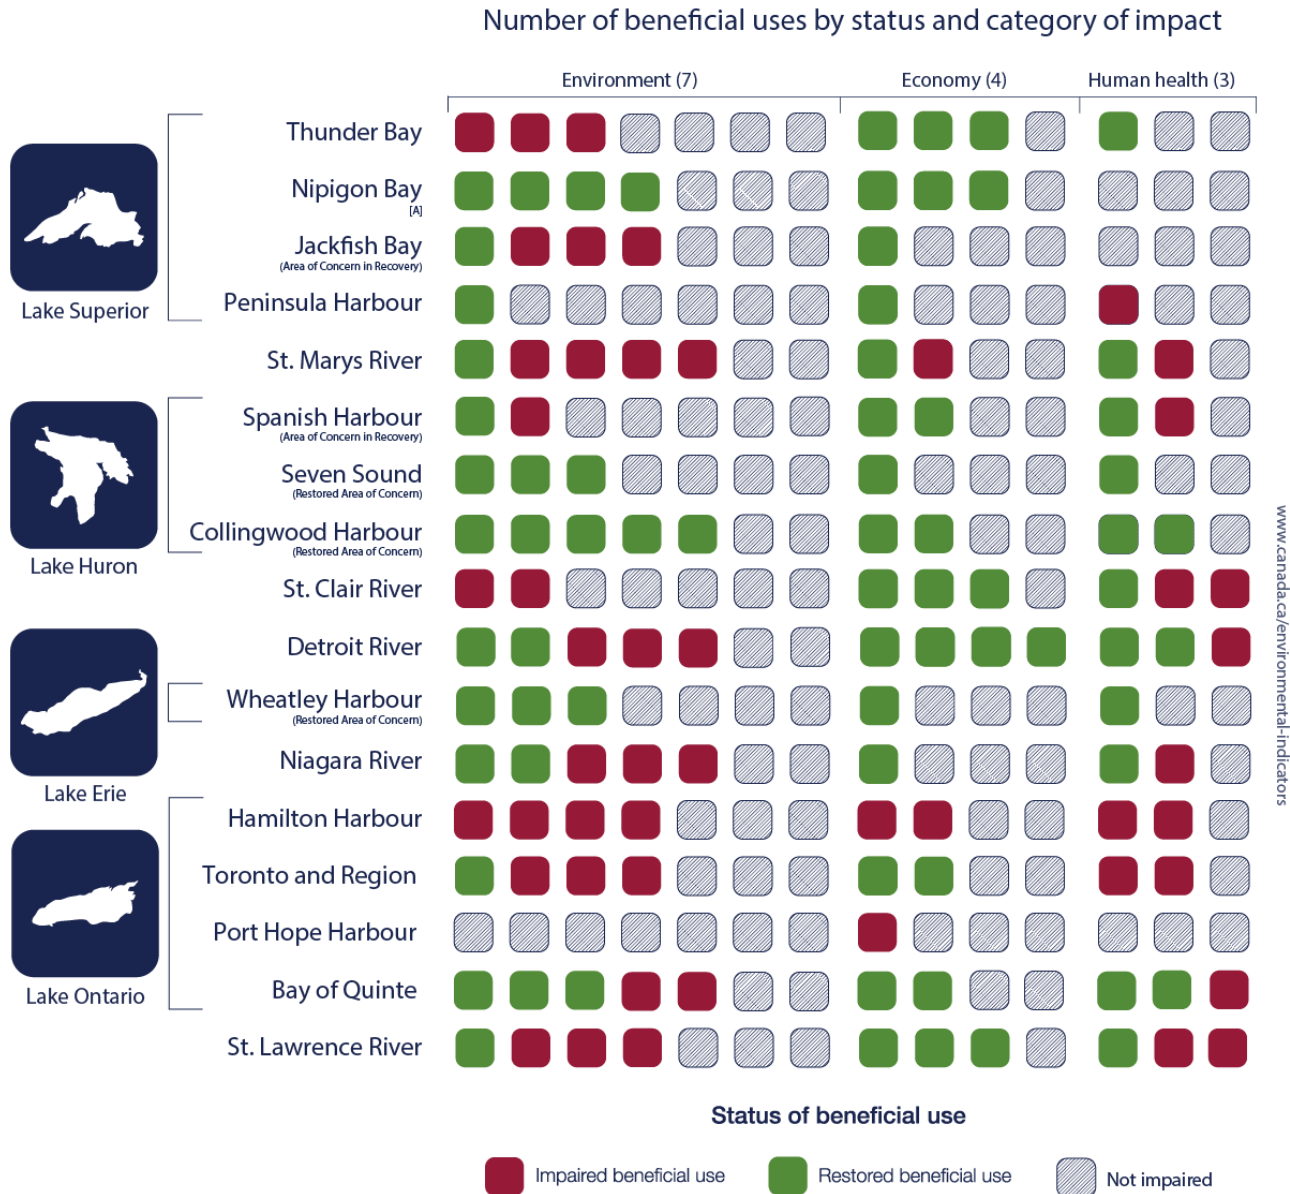 Number of beneficial uses by status and category of impact
Environment (7)
Economy (4)
Human health (3)
Thunder Bay
Nipigon Bay
[A]
Jackfish Bay
(Area of Concern in Recovery)
Lake Superior
Peninsula Harbour
St. Marys River
Spanish Harbour
(Area of Concern in Recovery)
Seven Sound
(Restored Area of Concern)
Collingwood Harbour
(Restored Area of Concern)
Lake Huron
St. Clair River
Detroit River
Wheatley Harbour
(Restored Area of Concern)
Niagara River
Lake Erie
Hamilton Harbour
Toronto and Region
Port Hope Harbour
Bay of Quinte
Lake Ontario
St. Lawrence River
www.canada.ca/environmental-indicators
Status of beneficial use
Impaired beneficial use
Restored beneficial use
Not impaired